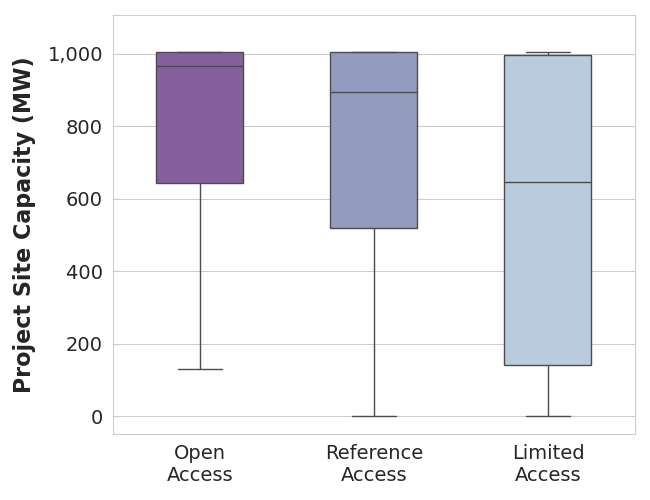 Project Site Capacity (MW)
1,000
800
600
400
200
0
Open
Access
Reference
Access
Limited
Access